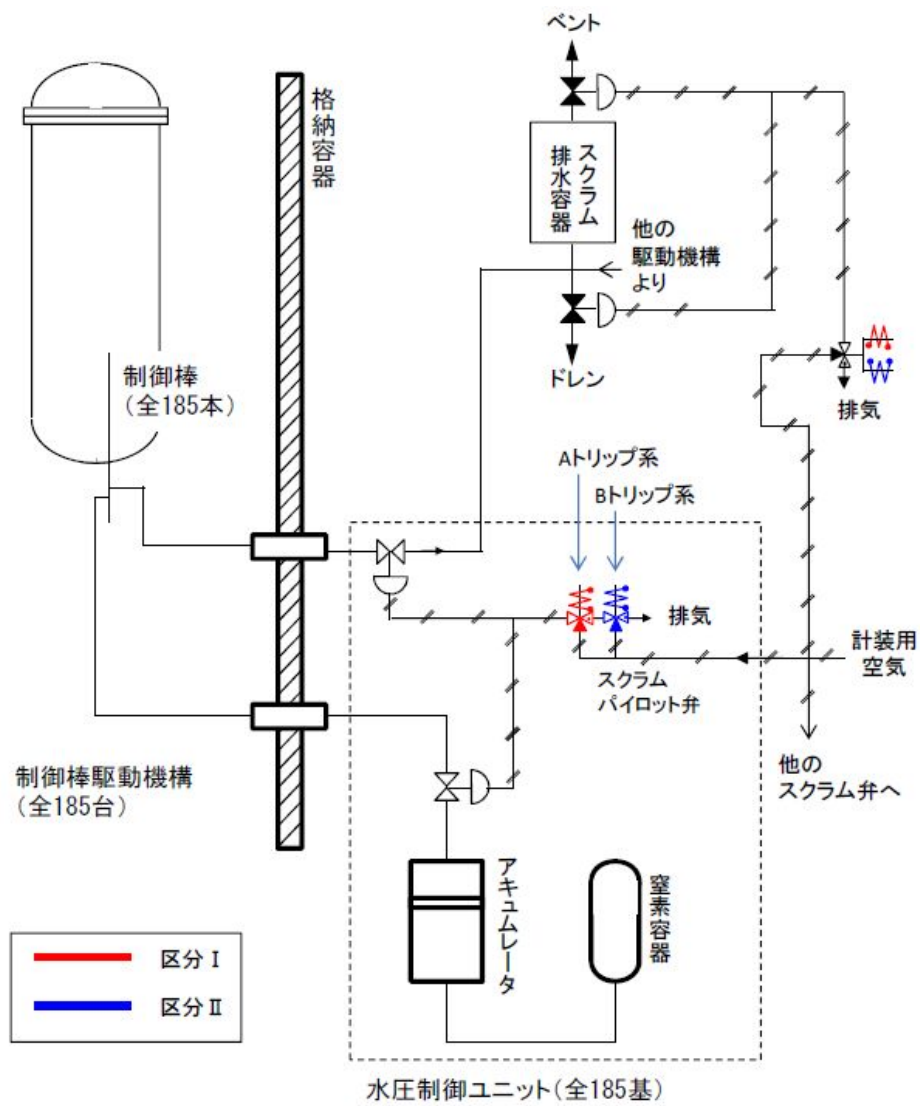 ベント
格納容器
スクラム
排水容器
他の
駆動機構
より
ドレン
制御棒
(全185本)
排気
Aトリップ系
Bトリップ系
排気
スクラム
パイロット弁
計装用
空気
他の
スクラム弁へ
制御棒駆動機構
(全185台)
アキュムレータ
窒素容器
区分Ⅰ
区分Ⅱ
水圧制御ユニット(全185基)